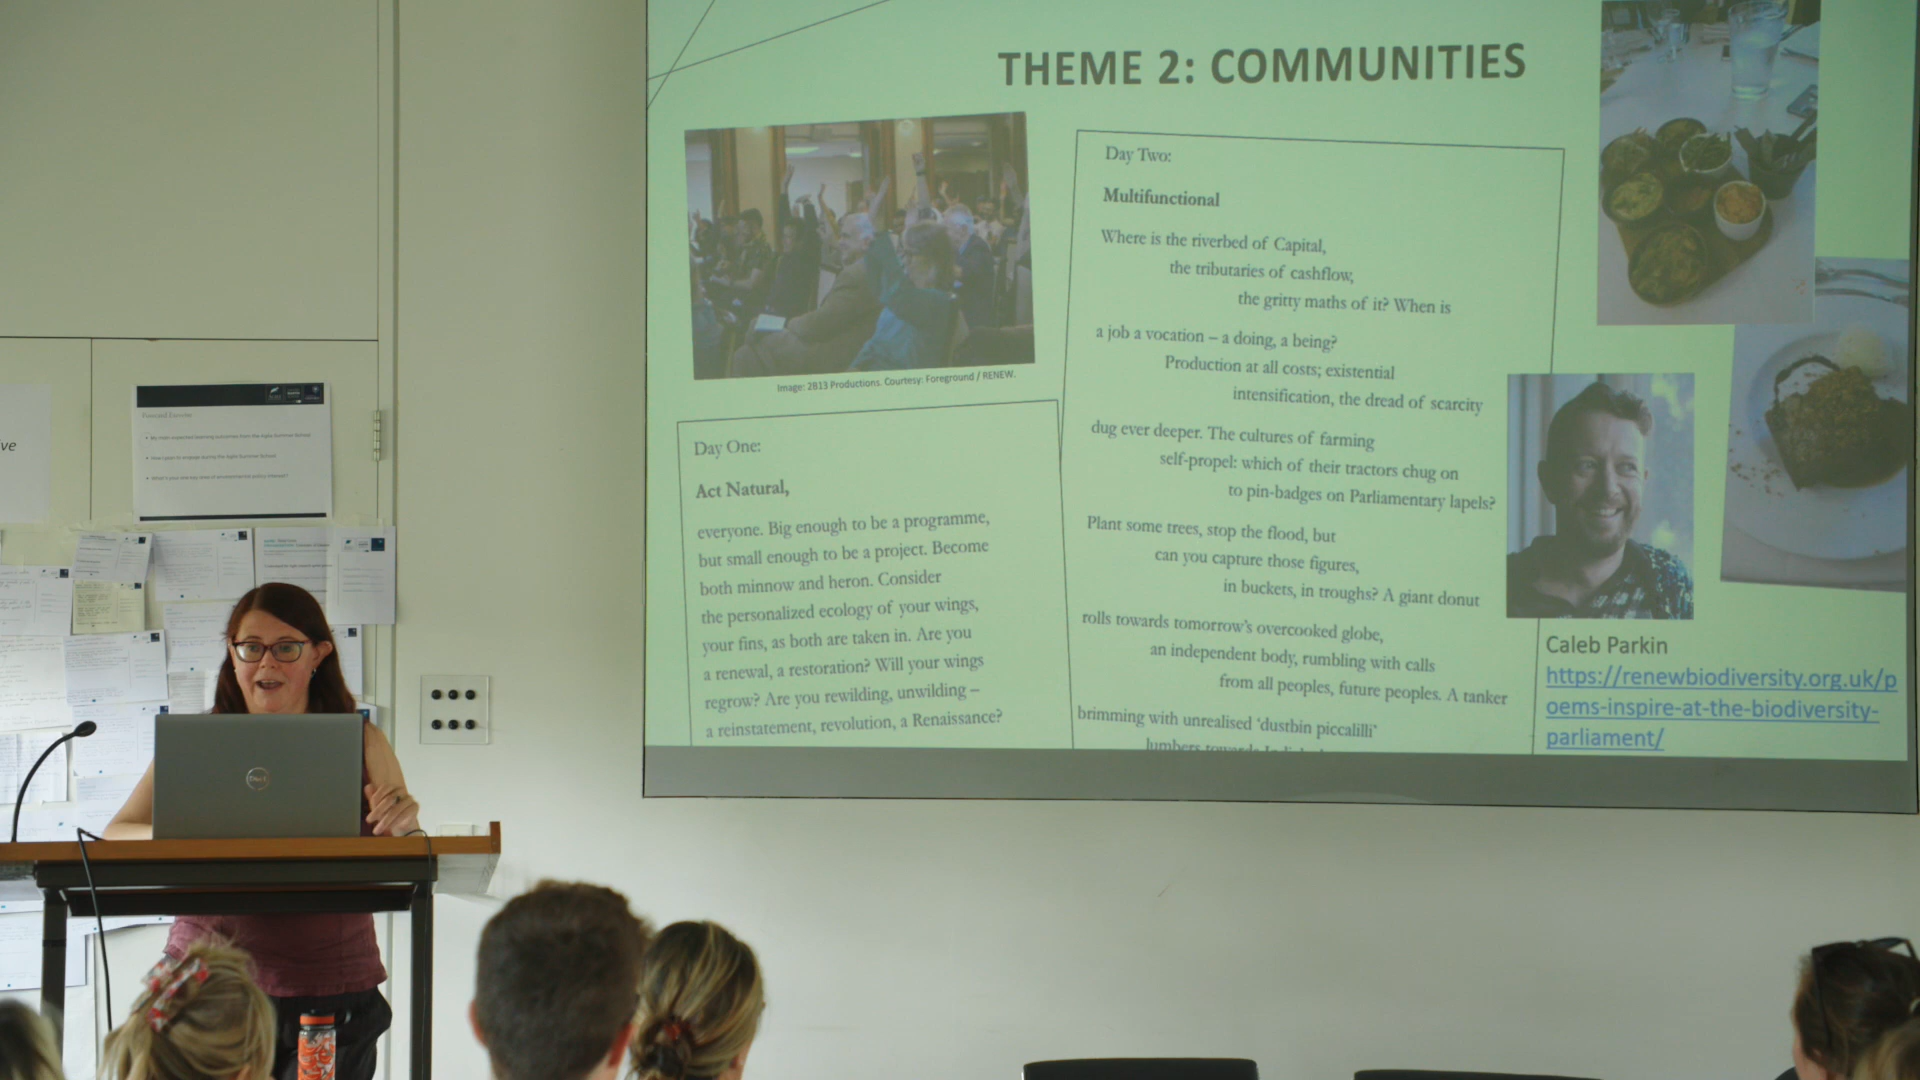 THEME 2: COMMUNITIES
Image: 2B13 Productions. Courtesy: Foreground / RENEW.
Day One:
Act Natural,
everyone. Big enough to be a programme,
but small enough to be a project. Become
both minnow and heron. Consider
the personalized ecology of your wings,
your fins, as both are taken in. Are you
a renewal, a restoration? Will your wings
regrow? Are you rewilding, unwilding –
a reinstatement, revolution, a Renaissance?
Day Two:
Multifunctional
Where is the riverbed of Capital,
the tributaries of cashflow,
the gritty maths of it? When is
a job a vocation – a doing, a being?
Production at all costs; existential
intensification, the dread of scarcity
dug ever deeper. The cultures of farming
self-propel: which of their tractors chug on
to pin-badges on Parliamentary lapels?
Plant some trees, stop the flood, but
can you capture those figures,
in buckets, in troughs? A giant donut
rolls towards tomorrow's overcooked globe,
an independent body, rumbling with calls
from all peoples, future peoples. A tanker
brimming with unrealised 'dustbin piccalilli'
lumbers towards
Caleb Parkin
https://renewbiodiversity.org.uk/p
oems-inspire-at-the-biodiversity-
parliament/
ve
DELL